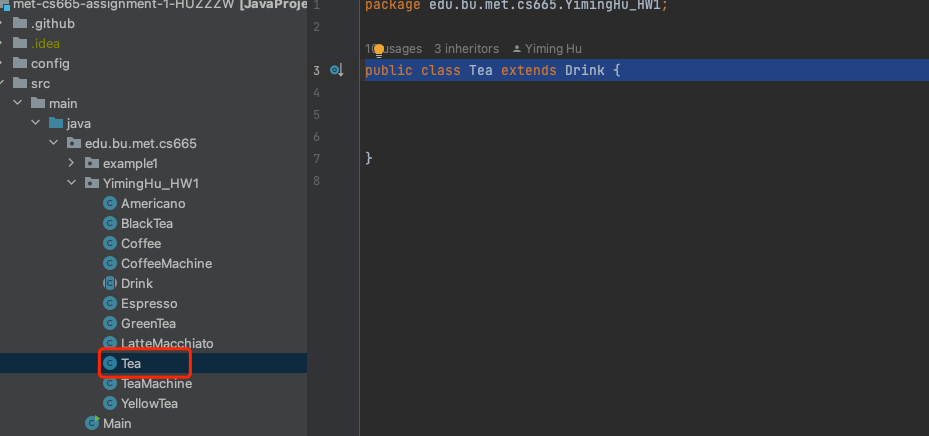 met-cs665-assignment-1-HUZZZW [JavaProje
.github
.idea
config
src
main
java
edu.bu.met.cs665
example1
YimingHu_HW1
Americano
BlackTea
Coffee
CoffeeMachine
Drink
Espresso
GreenTea
LatteMacchiato
Tea
TeaMachine
YellowTea
Main
1 package edu.bu.met.cs665.YimingHu_HW1;
2
usages 3 inheritors Yiming Hu
3 public class Tea extends Drink {
4
5
6
7 }
8